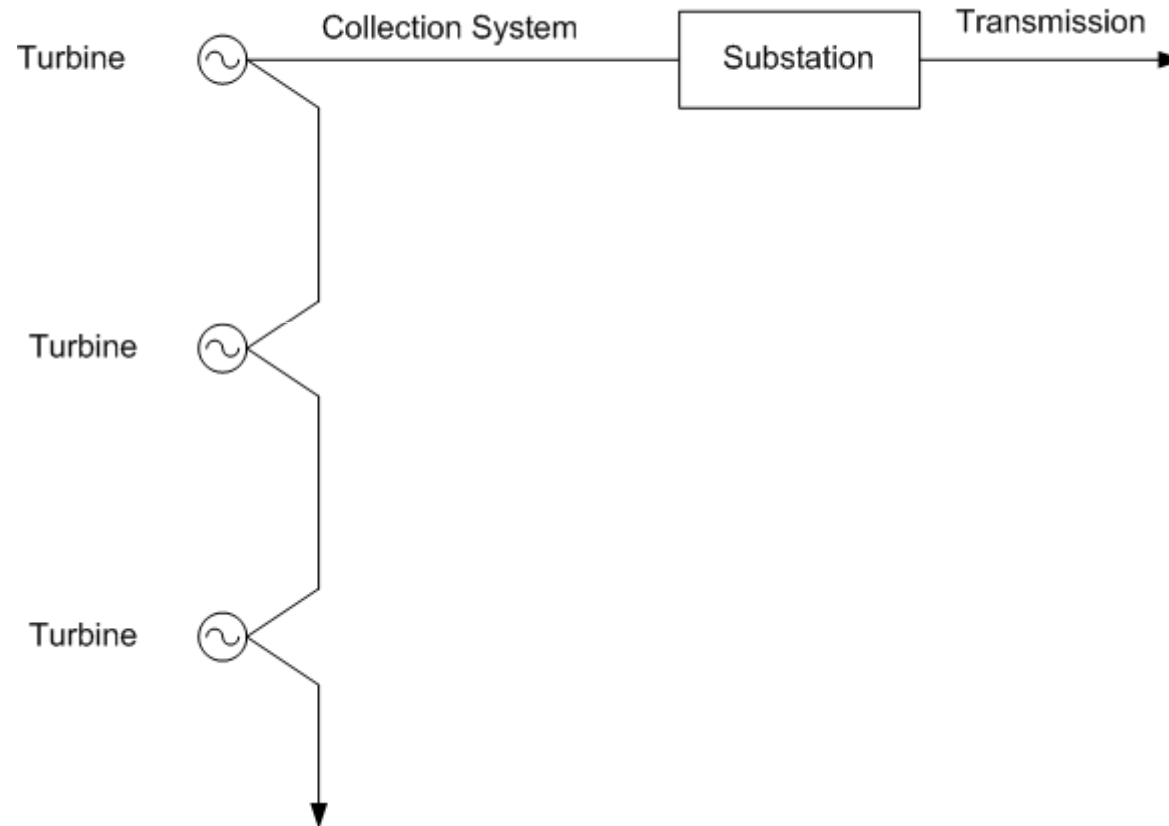 Turbine
Collection System
Substation
Transmission
Turbine
Turbine